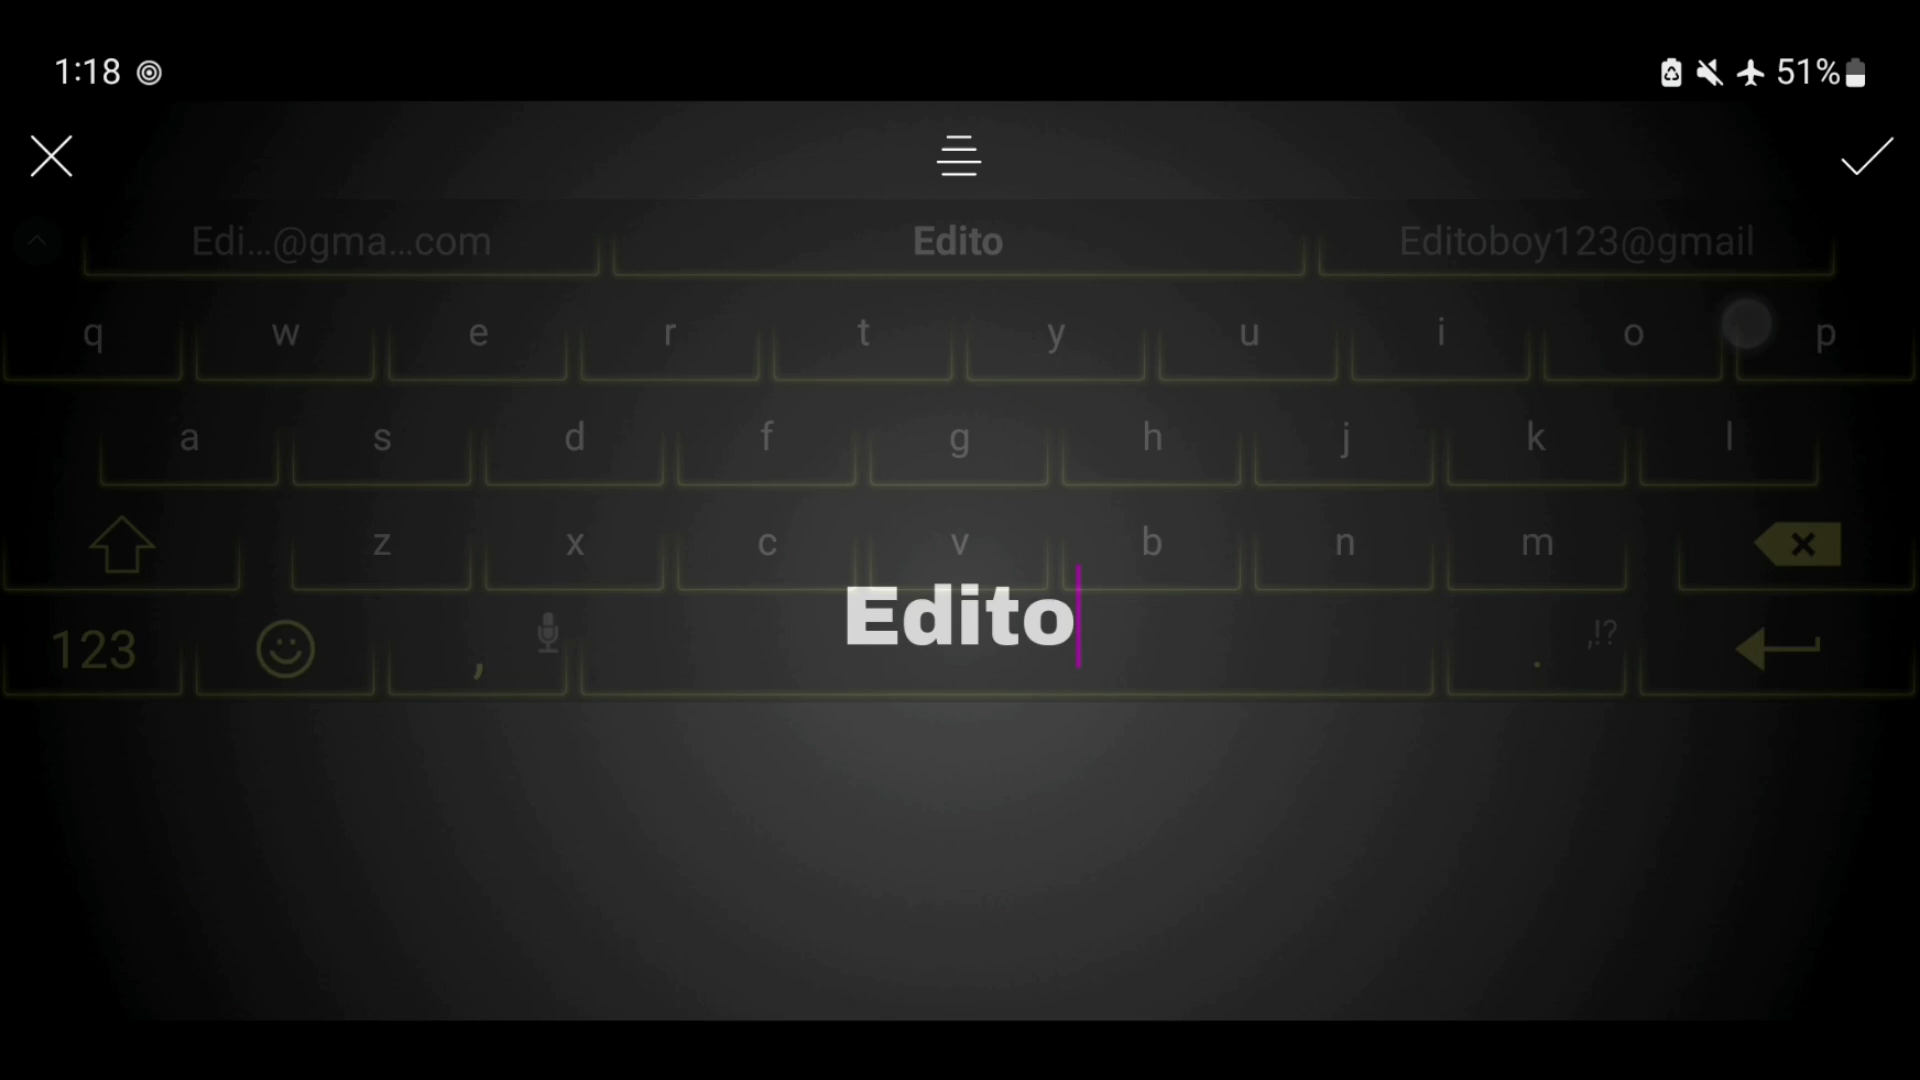 1:18 51%
Edi...@gma...com Edito Editoboy123@gmail
q w e r t y u i o p
a s d f g h j k l
z x c v b n m
Edito
123 , . ,!?